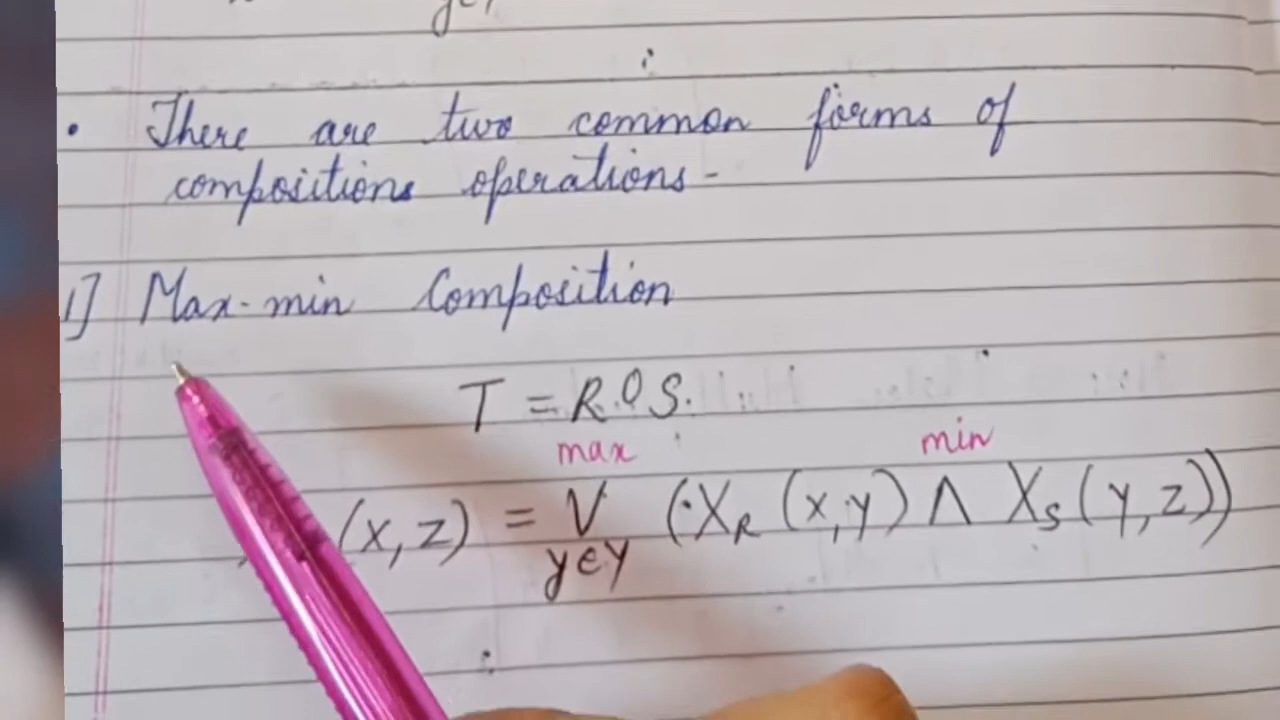 • There are two common forms of
compositions operations -
1] Max-min Composition
T = R.O S.
max min
(x,z) = V (X_R (x,y) Λ X_S (y,z))
y∈Y